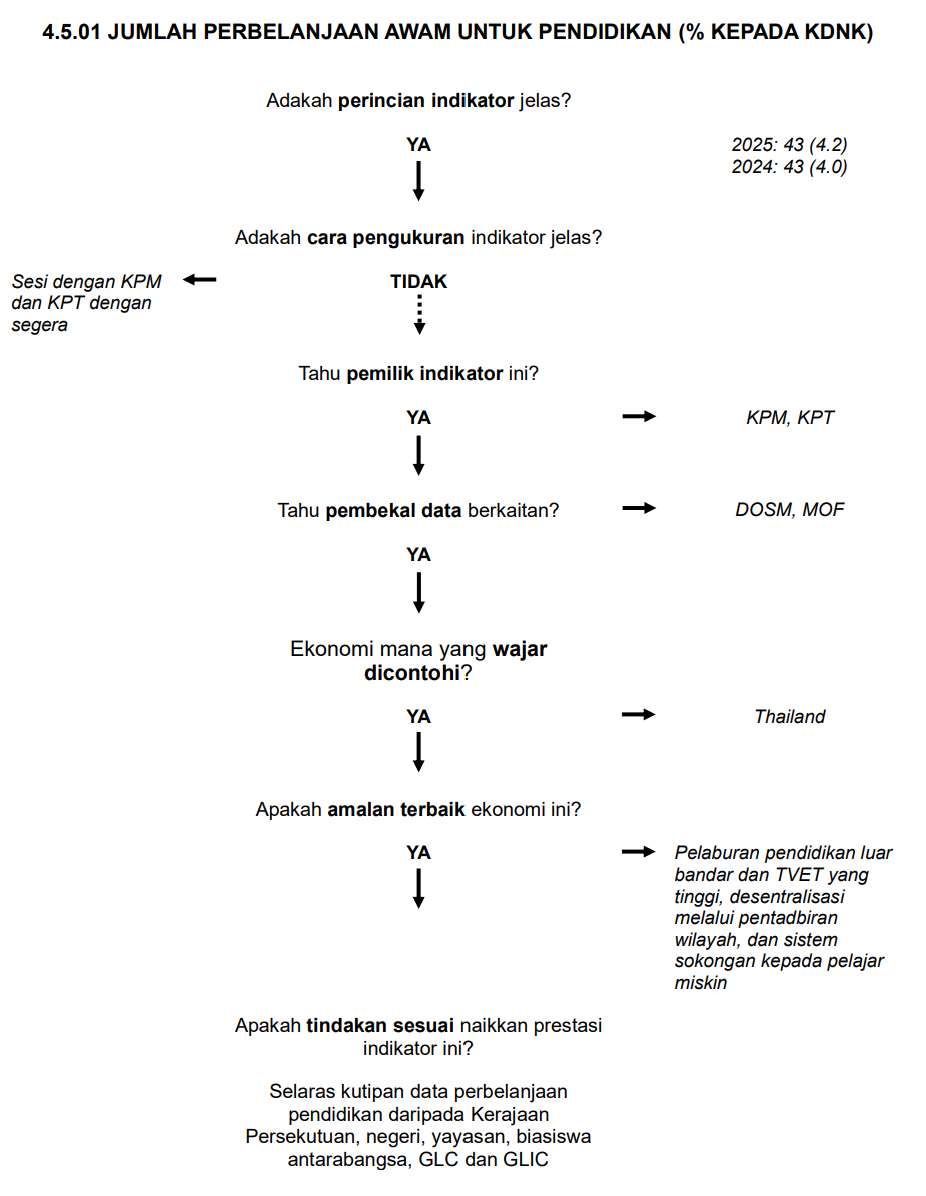 4.5.01 JUMLAH PERBELANJAAN AWAM UNTUK PENDIDIKAN (% KEPADA KDNK)
Adakah perincian indikator jelas?
YA
2025: 43 (4.2)
2024: 43 (4.0)
Adakah cara pengukuran indikator jelas?
Sesi dengan KPM
dan KPT dengan
segera
TIDAK
Tahu pemilik indikator ini?
YA
KPM, KPT
Tahu pembekal data berkaitan?
DOSM, MOF
YA
Ekonomi mana yang wajar
dicontohi?
YA
Thailand
Apakah amalan terbaik ekonomi ini?
YA
Pelaburan pendidikan luar
bandar dan TVET yang
tinggi, desentralisasi
melalui pentadbiran
wilayah, dan sistem
sokongan kepada pelajar
miskin
Apakah tindakan sesuai naikkan prestasi
indikator ini?
Selaras kutipan data perbelanjaan
pendidikan daripada Kerajaan
Persekutuan, negeri, yayasan, biasiswa
antarabangsa, GLC dan GLIC